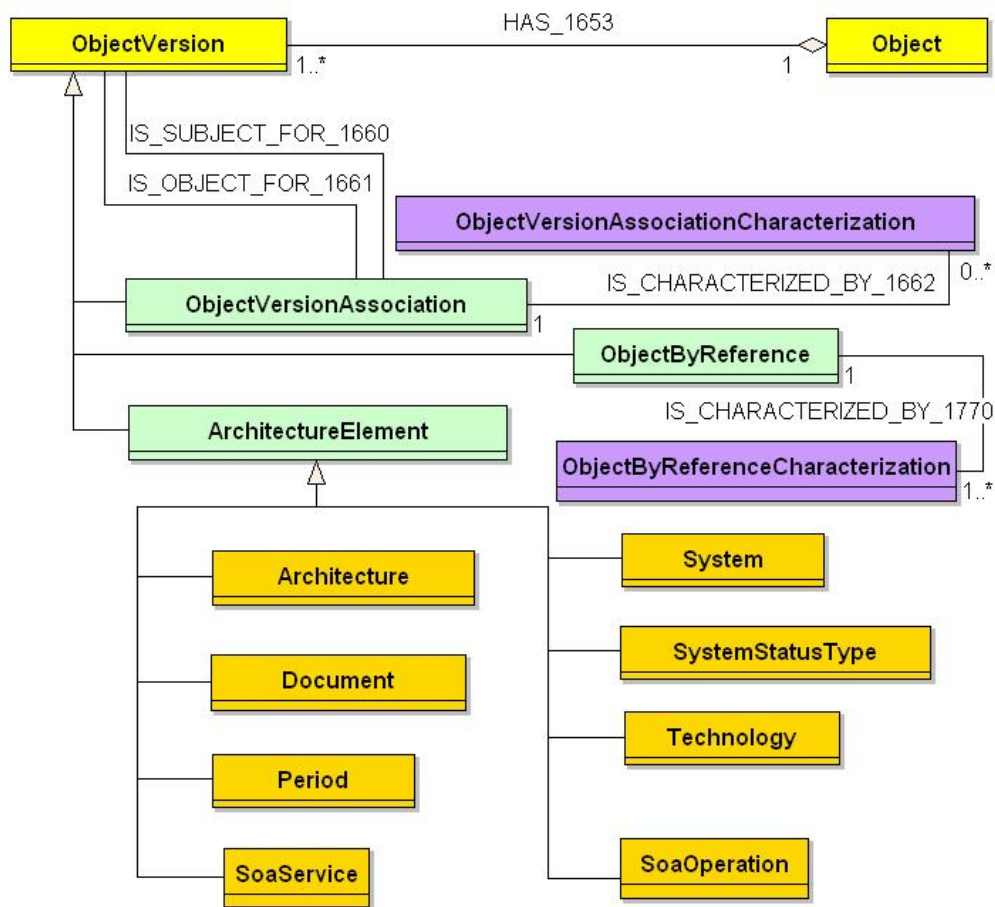 HAS_1653
ObjectVersion
Object
1..*
1
IS_SUBJECT_FOR_1660
IS_OBJECT_FOR_1661
ObjectVersionAssociationCharacterization
0..*
IS_CHARACTERIZED_BY_1662
ObjectVersionAssociation
1
ObjectByReference
1
IS_CHARACTERIZED_BY_1770
ArchitectureElement
ObjectByReferenceCharacterization
1..*
System
Architecture
SystemStatusType
Document
Technology
Period
SoaOperation
SoaService